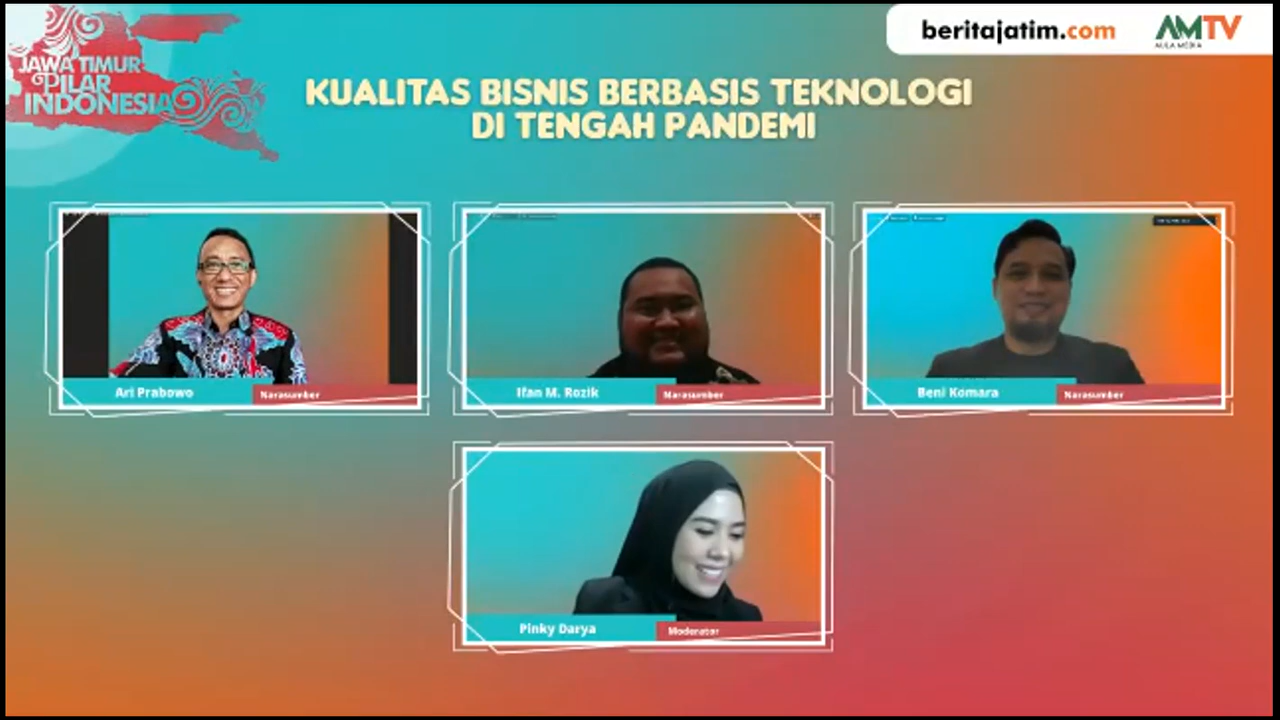 JAWA TIMUR
PILAR
INDONESIA
beritajatim.com
AMTV
AULA MEDIA
KUALITAS BISNIS BERBASIS TEKNOLOGI
DI TENGAH PANDEMI
Ari Prabowo
Narasumber
Ifan M. Rozik
Narasumber
Beni Komara
Narasumber
Pinky Darya
Moderator